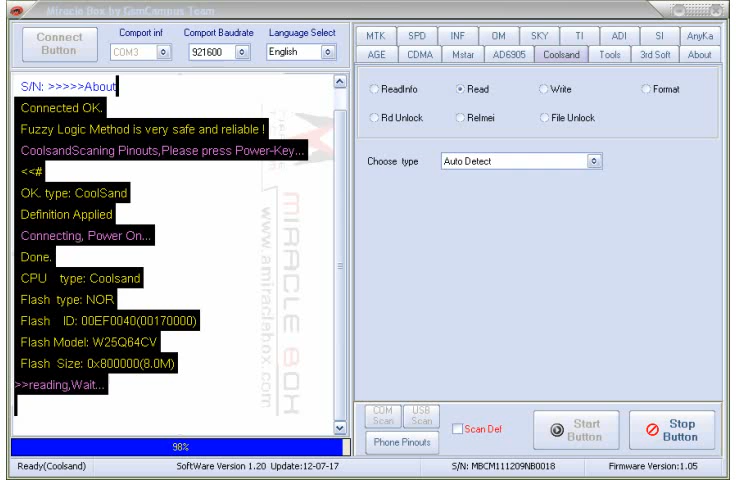 Miracle Box by GsmCampus Team
Connect Button
Comport inf
Comport Baudrate
Language Select
COM3
921600
English
S/N: >>>>>About
Connected OK.
Fuzzy Logic Method is very safe and reliable !
CoolsandScaning Pinouts,Please press Power-Key...
<<#
OK. type: CoolSand
Definition Applied
Connecting, Power On...
Done.
CPU type: Coolsand
Flash type: NOR
Flash ID: 00EF0040(00170000)
Flash Model: W25Q64CV
Flash Size: 0x800000(8.0M)
>>reading,Wait...
MIRACLE BOX
www.amiraclebox.com
98%
MTK SPD INF OM SKY TI ADI SI AnyKa
AGE CDMA Mstar AD6905 Coolsand Tools 3rd Soft About
ReadInfo Read Write Format
Rd Unlock Relmei File Unlock
Choose type Auto Detect
COM Scan
USB Scan
Phone Pinouts
Scan Def
Start Button
Stop Button
Ready(Coolsand) SoftWare Version 1.20 Update:12-07-17 S/N: MBCM111209NB0018 Firmware Version:1.05